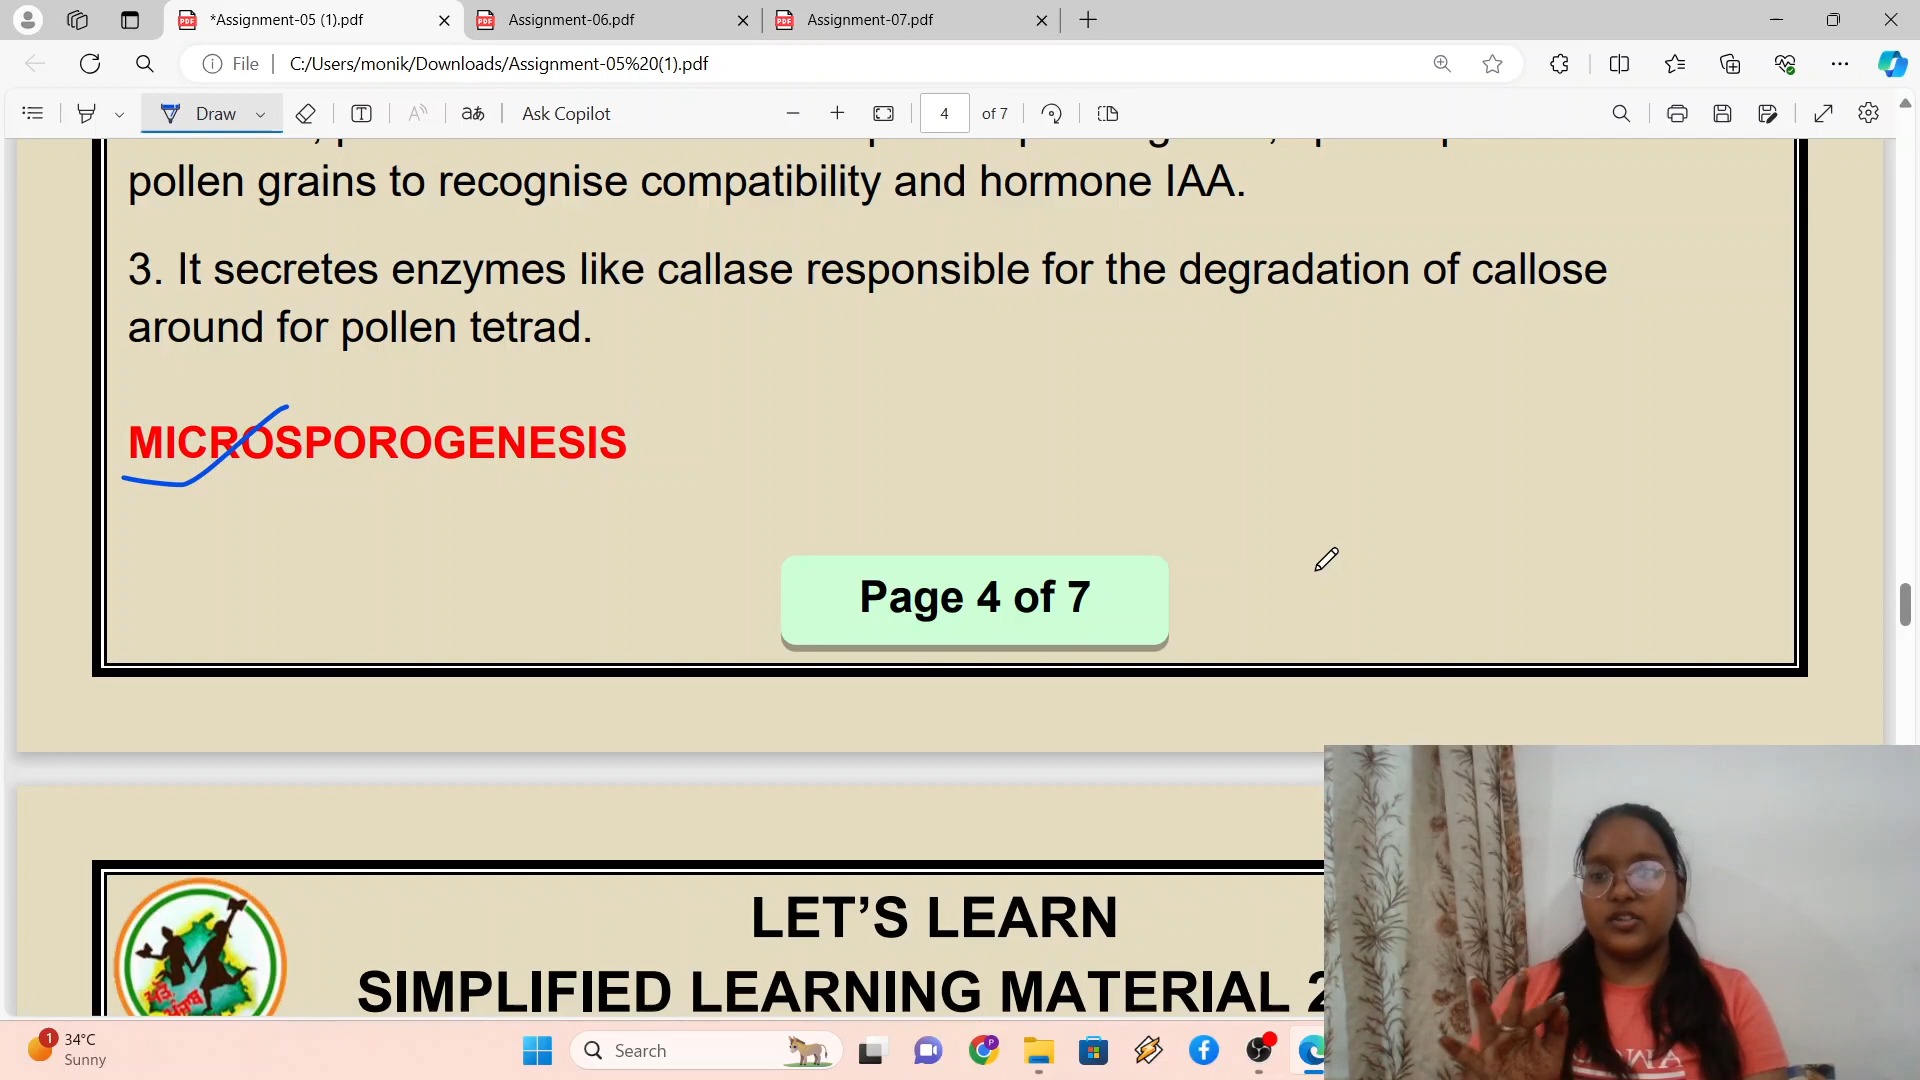 *Assignment-05 (1).pdf
Assignment-06.pdf
Assignment-07.pdf
File
C:/Users/monik/Downloads/Assignment-05%20(1).pdf
Draw
Ask Copilot
4 of 7
pollen grains to recognise compatibility and hormone IAA.
3. It secretes enzymes like callase responsible for the degradation of callose
around for pollen tetrad.
MICROSPOROGENESIS
Page 4 of 7
LET’S LEARN
SIMPLIFIED LEARNING MATERIAL 2
1
34°C
Sunny
Search